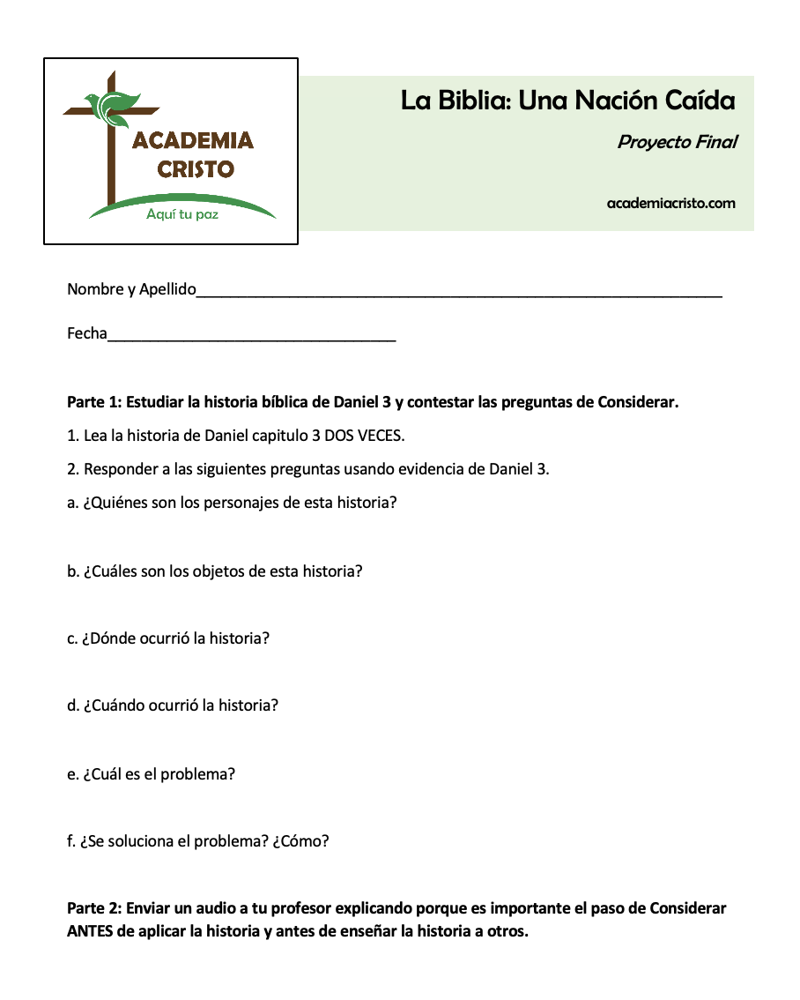 ACADEMIA
CRISTO
Aquí tu paz
La Biblia: Una Nación Caída
Proyecto Final
academiacristo.com
Nombre y Apellido_______________________________________________________________
Fecha___________________________________
Parte 1: Estudiar la historia bíblica de Daniel 3 y contestar las preguntas de Considerar.
1. Lea la historia de Daniel capitulo 3 DOS VECES.
2. Responder a las siguientes preguntas usando evidencia de Daniel 3.
a. ¿Quiénes son los personajes de esta historia?
b. ¿Cuáles son los objetos de esta historia?
c. ¿Dónde ocurrió la historia?
d. ¿Cuándo ocurrió la historia?
e. ¿Cuál es el problema?
f. ¿Se soluciona el problema? ¿Cómo?
Parte 2: Enviar un audio a tu profesor explicando porque es importante el paso de Considerar
ANTES de aplicar la historia y antes de enseñar la historia a otros.